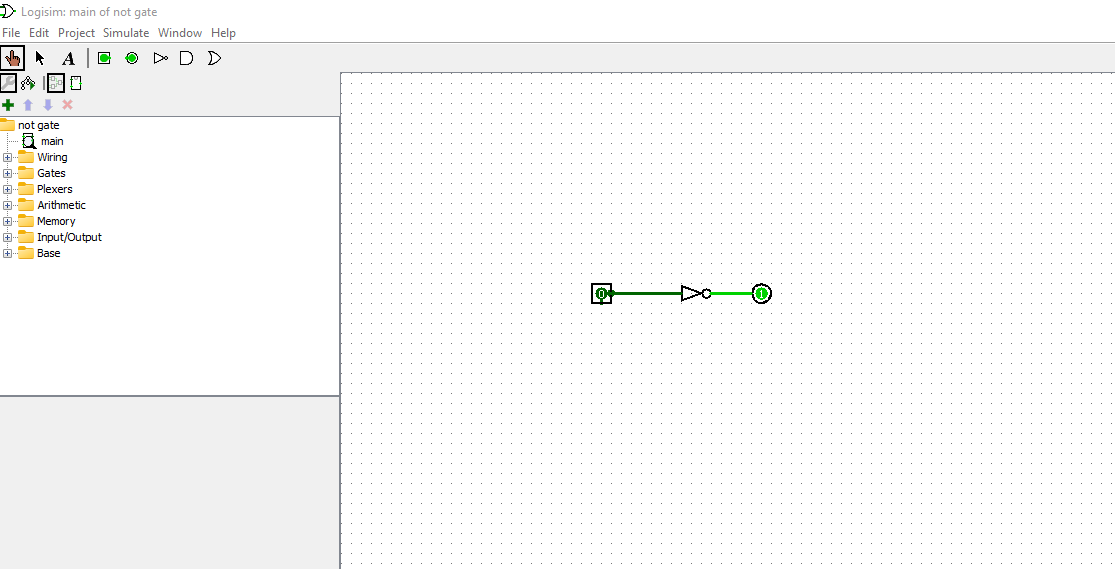 Logisim: main of not gate
File Edit Project Simulate Window Help
A
not gate
main
Wiring
Gates
Plexers
Arithmetic
Memory
Input/Output
Base
0 1